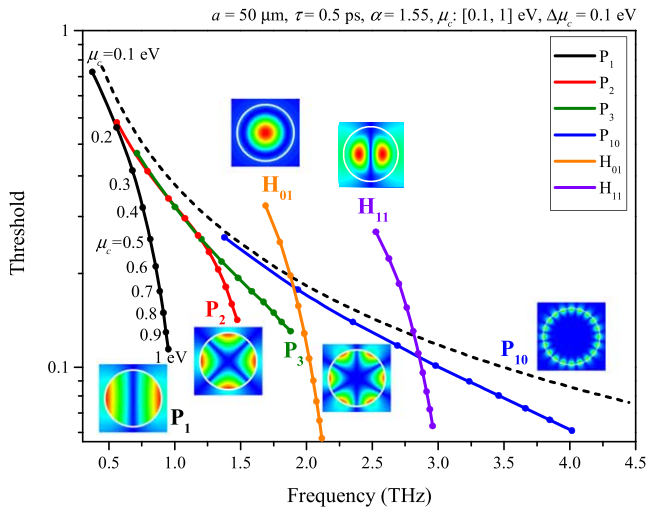 a = 50 μm, τ = 0.5 ps, α = 1.55, μc: [0.1, 1] eV, Δμc = 0.1 eV
1
μc=0.1 eV
P1
P2
P3
P10
H01
H11
0.2
H01
H11
0.3
0.4
Threshold
μc=0.5
0.6
0.7
0.8
0.9
1 eV
0.1
P2
P3
P10
P1
0.5 1.0 1.5 2.0 2.5 3.0 3.5 4.0 4.5
Frequency (THz)